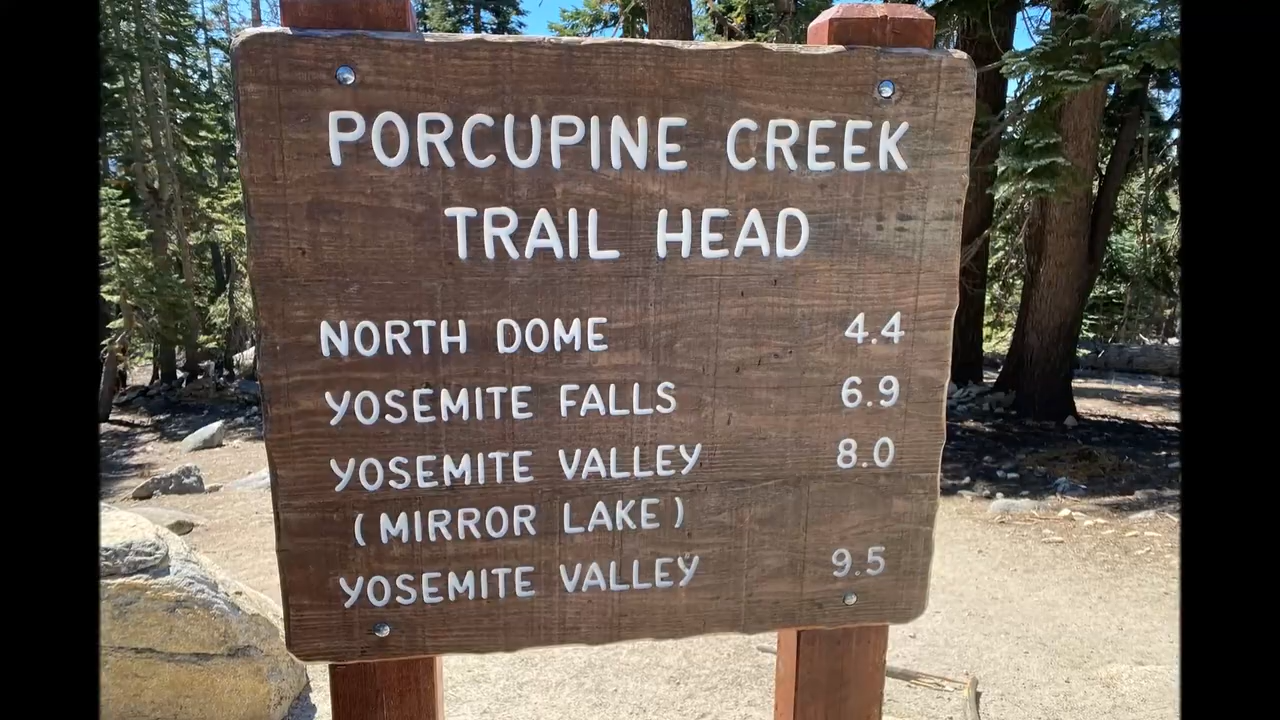 PORCUPINE CREEK
TRAIL HEAD
NORTH DOME 4.4
YOSEMITE FALLS 6.9
YOSEMITE VALLEY 8.0
(MIRROR LAKE)
YOSEMITE VALLEY 9.5